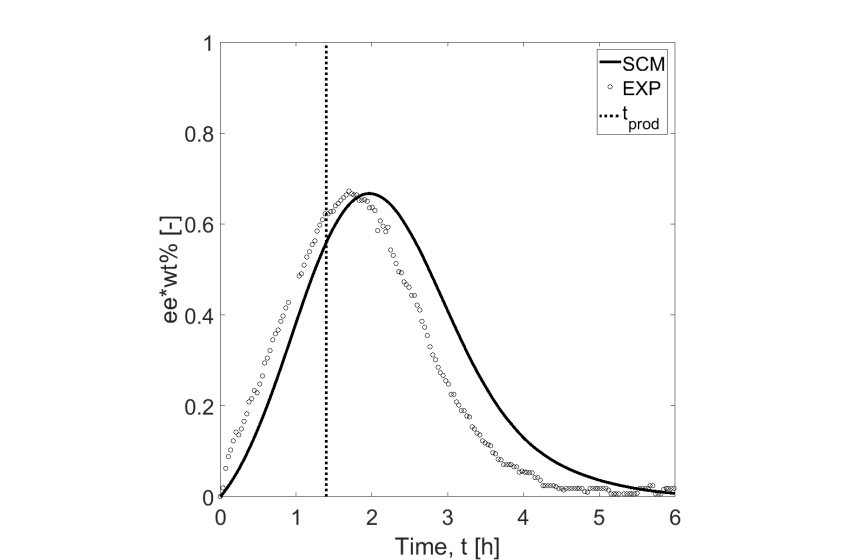 1
0.8
0.6
0.4
0.2
0
ee*wt% [-]
SCM
EXP
t_prod
0 1 2 3 4 5 6
Time, t [h]